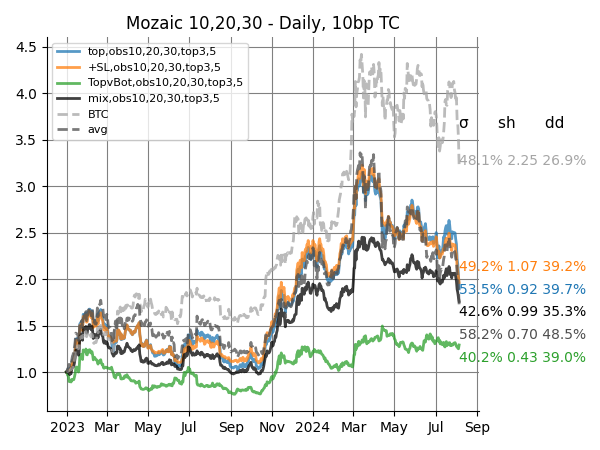 Mozaic 10,20,30 - Daily, 10bp TC
4.5
4.0
3.5
3.0
2.5
2.0
1.5
1.0
top,obs10,20,30,top3,5
+SL,obs10,20,30,top3,5
TopvBot,obs10,20,30,top3,5
mix,obs10,20,30,top3,5
BTC
avg
σ sh dd
48.1% 2.25 26.9%
49.2% 1.07 39.2%
53.5% 0.92 39.7%
42.6% 0.99 35.3%
58.2% 0.70 48.5%
40.2% 0.43 39.0%
2023 Mar May Jul Sep Nov 2024 Mar May Jul Sep